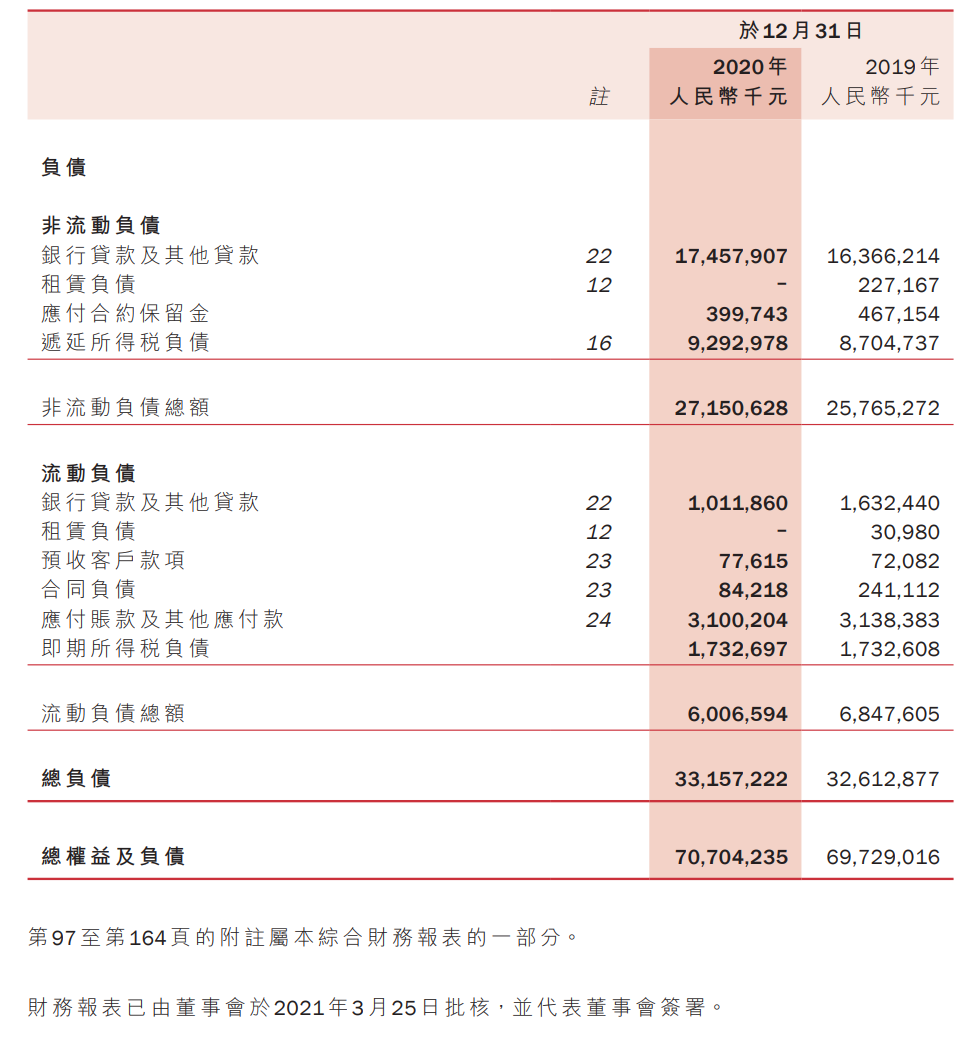 於12月31日
2020年 2019年
註 人民幣千元 人民幣千元
負債
非流動負債
銀行貸款及其他貸款 22 17,457,907 16,366,214
租賃負債 12 – 227,167
應付合約保留金 399,743 467,154
遞延所得稅負債 16 9,292,978 8,704,737
非流動負債總額 27,150,628 25,765,272
流動負債
銀行貸款及其他貸款 22 1,011,860 1,632,440
租賃負債 12 – 30,980
預收客戶款項 23 77,615 72,082
合同負債 23 84,218 241,112
應付賬款及其他應付款 24 3,100,204 3,138,383
即期所得稅負債 1,732,697 1,732,608
流動負債總額 6,006,594 6,847,605
總負債 33,157,222 32,612,877
總權益及負債 70,704,235 69,729,016
第97至第164頁的附註屬本綜合財務報表的一部分。
財務報表已由董事會於2021年3月25日批核，並代表董事會簽署。